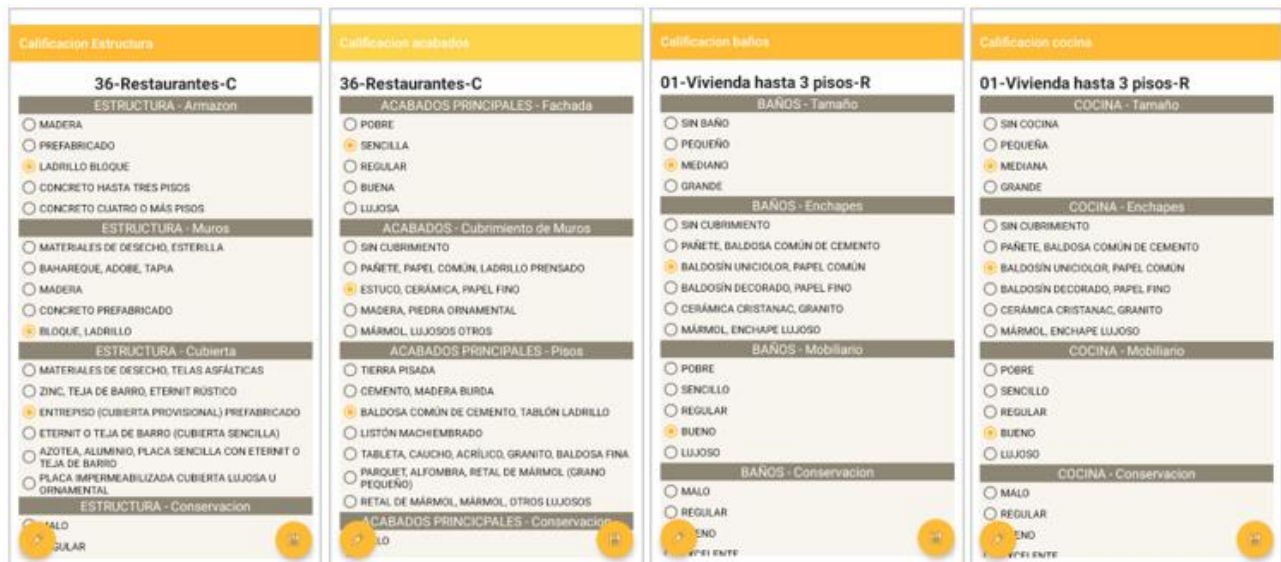 Calificacion Estructura
36-Restaurantes-C
ESTRUCTURA - Armazon
MADERA
PREFABRICADO
LADRILLO BLOQUE
CONCRETO HASTA TRES PISOS
CONCRETO CUATRO O MÁS PISOS
ESTRUCTURA - Muros
MATERIALES DE DESECHO, ESTERILLA
BAHAREQUE, ADOBE, TAPIA
MADERA
CONCRETO PREFABRICADO
BLOQUE, LADRILLO
ESTRUCTURA - Cubierta
MATERIALES DE DESECHO, TELAS ASFÁLTICAS
ZINC, TEJA DE BARRO, ETERNIT RÚSTICO
ENTREPISO (CUBIERTA PROVISIONAL) PREFABRICADO
ETERNIT O TEJA DE BARRO (CUBIERTA SENCILLA)
AZOTEA, ALUMINIO, PLACA SENCILLA CON ETERNIT O
TEJA DE BARRO
PLACA IMPERMEABILIZADA CUBIERTA LUJOSA U
ORNAMENTAL
ESTRUCTURA - Conservacion
Calificacion acabados
36-Restaurantes-C
ACABADOS PRINCIPALES - Fachada
POBRE
SENCILLA
REGULAR
BUENA
LUJOSA
ACABADOS - Cubrimiento de Muros
SIN CUBRIMIENTO
PAÑETE, PAPEL COMÚN, LADRILLO PRENSADO
ESTUCO, CERÁMICA, PAPEL FINO
MADERA, PIEDRA ORNAMENTAL
MÁRMOL, LUJOSOS OTROS
ACABADOS PRINCIPALES - Pisos
TIERRA PISADA
CEMENTO, MADERA BURDA
BALDOSA COMÚN DE CEMENTO, TABLÓN LADRILLO
LISTÓN MACHIEMBRADO
TABLETA, CAUCHO, ACRÍLICO, GRANITO, BALDOSA FINA
PARQUET, ALFOMBRA, RETAL DE MÁRMOL (GRANO
PEQUEÑO)
RETAL DE MÁRMOL, MÁRMOL, OTROS LUJOSOS
ACABADOS PRINCICPALES - Conservacion
Calificacion baños
01-Vivienda hasta 3 pisos-R
BAÑOS - Tamaño
SIN BAÑO
PEQUEÑO
MEDIANO
GRANDE
BAÑOS - Enchapes
SIN CUBRIMIENTO
PAÑETE, BALDOSA COMÚN DE CEMENTO
BALDOSÍN UNICOLOR, PAPEL COMÚN
BALDOSÍN DECORADO, PAPEL FINO
CERÁMICA CRISTANAC, GRANITO
MÁRMOL, ENCHAPE LUJOSO
BAÑOS - Mobiliario
POBRE
SENCILLO
REGULAR
BUENO
LUJOSO
BAÑOS - Conservacion
MALO
REGULAR
Calificacion cocina
01-Vivienda hasta 3 pisos-R
COCINA - Tamaño
SIN COCINA
PEQUEÑA
MEDIANA
GRANDE
COCINA - Enchapes
SIN CUBRIMIENTO
PAÑETE, BALDOSA COMÚN DE CEMENTO
BALDOSÍN UNICOLOR, PAPEL COMÚN
BALDOSÍN DECORADO, PAPEL FINO
CERÁMICA CRISTANAC, GRANITO
MÁRMOL, ENCHAPE LUJOSO
COCINA - Mobiliario
POBRE
SENCILLO
REGULAR
BUENO
LUJOSO
COCINA - Conservacion
MALO
REGULAR